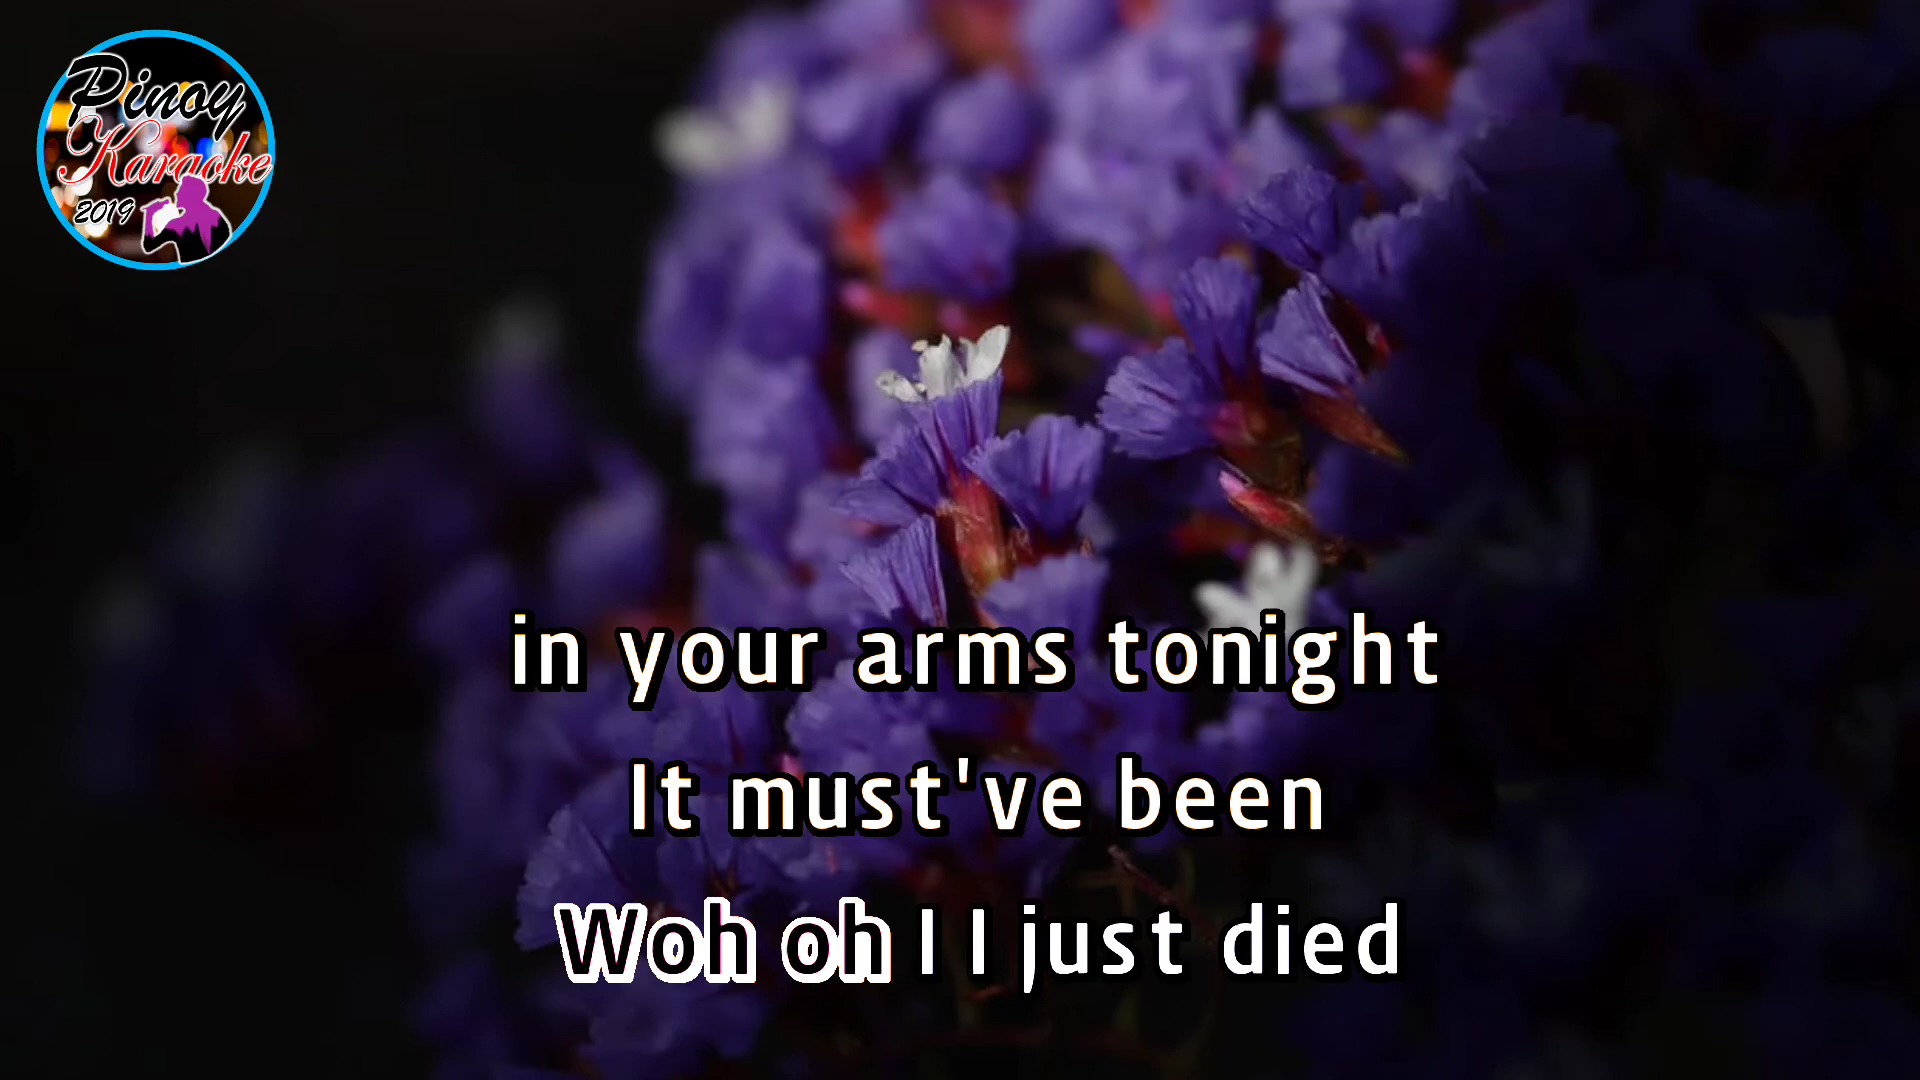 Pinoy
Karaoke
2019
in your arms tonight
It must've been
Woh oh I I just died